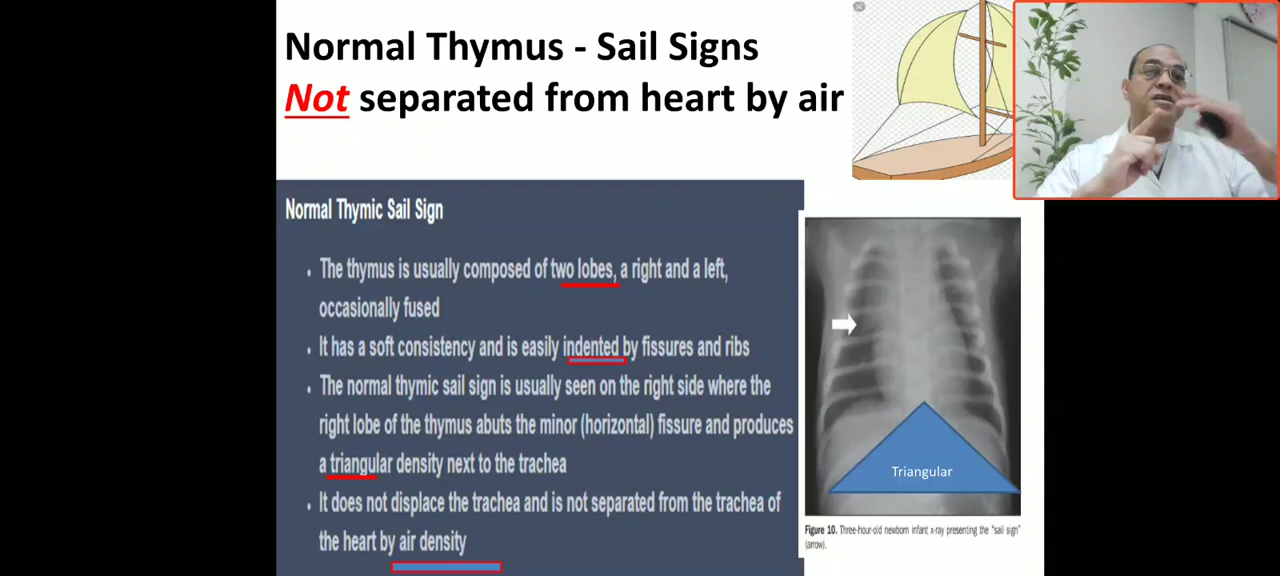 Normal Thymus - Sail Signs
Not separated from heart by air
Normal Thymic Sail Sign
• The thymus is usually composed of two lobes, a right and a left,
occasionally fused
• It has a soft consistency and is easily indented by fissures and ribs
• The normal thymic sail sign is usually seen on the right side where the
right lobe of the thymus abuts the minor (horizontal) fissure and produces
a triangular density next to the trachea
• It does not displace the trachea and is not separated from the trachea of
the heart by air density
Triangular
Figure 10. Three-hour-old newborn infant x-ray presenting the "sail sign"
(arrow).